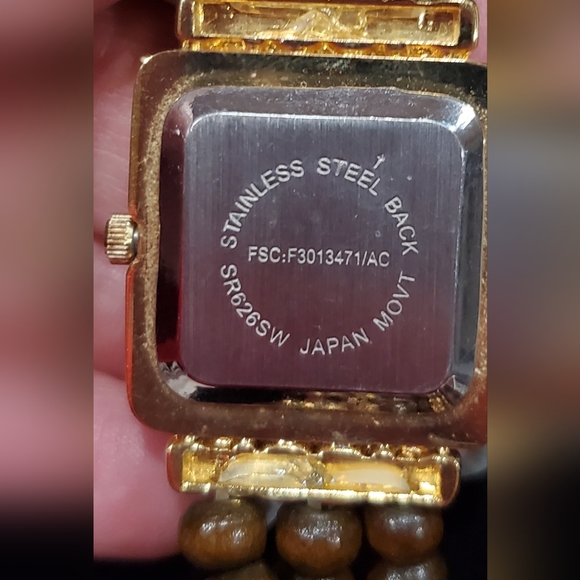 STAINLESS STEEL BACK
FSC:F3013471/AC
SR626SW JAPAN MOVT